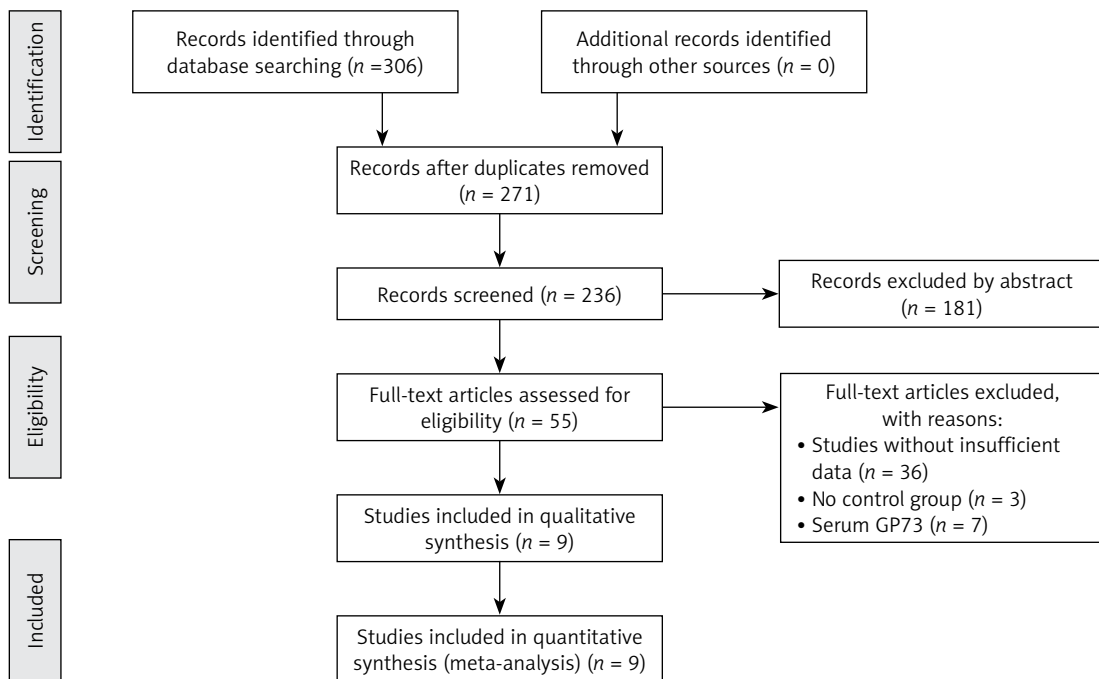 Identification
Records identified through
database searching (n =306)
Additional records identified
through other sources (n = 0)
Screening
Records after duplicates removed
(n = 271)
Records screened (n = 236)
Records excluded by abstract
(n = 181)
Eligibility
Full-text articles assessed for
eligibility (n = 55)
Full-text articles excluded,
with reasons:
• Studies without insufficient
data (n = 36)
• No control group (n = 3)
• Serum GP73 (n = 7)
Studies included in qualitative
synthesis (n = 9)
Included
Studies included in quantitative
synthesis (meta-analysis) (n = 9)